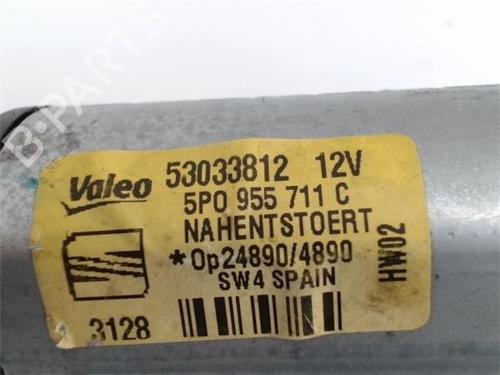 Valeo 53033812 12V
5P0 955 711 C
NAHENTSTOERT
*Op24890/4890
SW4 SPAIN
HW02
3128
B-PARTS